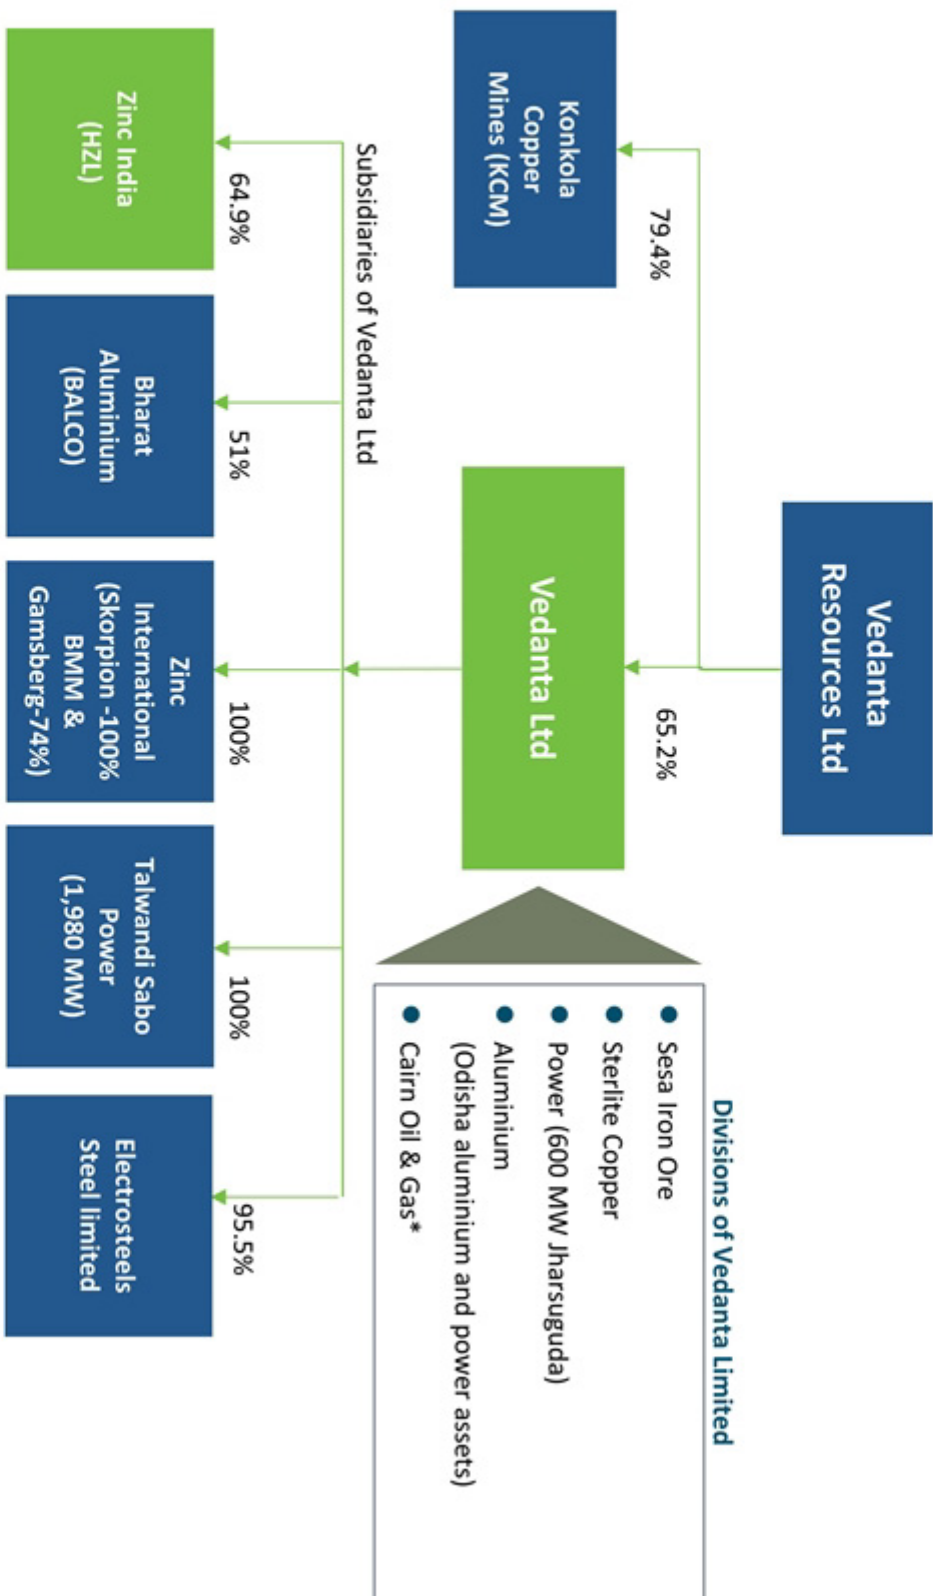 Vedanta
Resources Ltd
79.4%
65.2%
Konkola
Copper
Mines (KCM)
Vedanta Ltd
Divisions of Vedanta Limited
Sesa Iron Ore
Sterlite Copper
Power (600 MW Jharsuguda)
Aluminium
(Odisha aluminium and power assets)
Cairn Oil & Gas*
Subsidiaries of Vedanta Ltd
64.9%
51%
100%
100%
95.5%
Zinc India
(HZL)
Bharat
Aluminium
(BALCO)
Zinc
International
(Skorpion -100%
BMM &
Gamsberg-74%)
Talwandi Sabo
Power
(1,980 MW)
Electrosteels
Steel limited